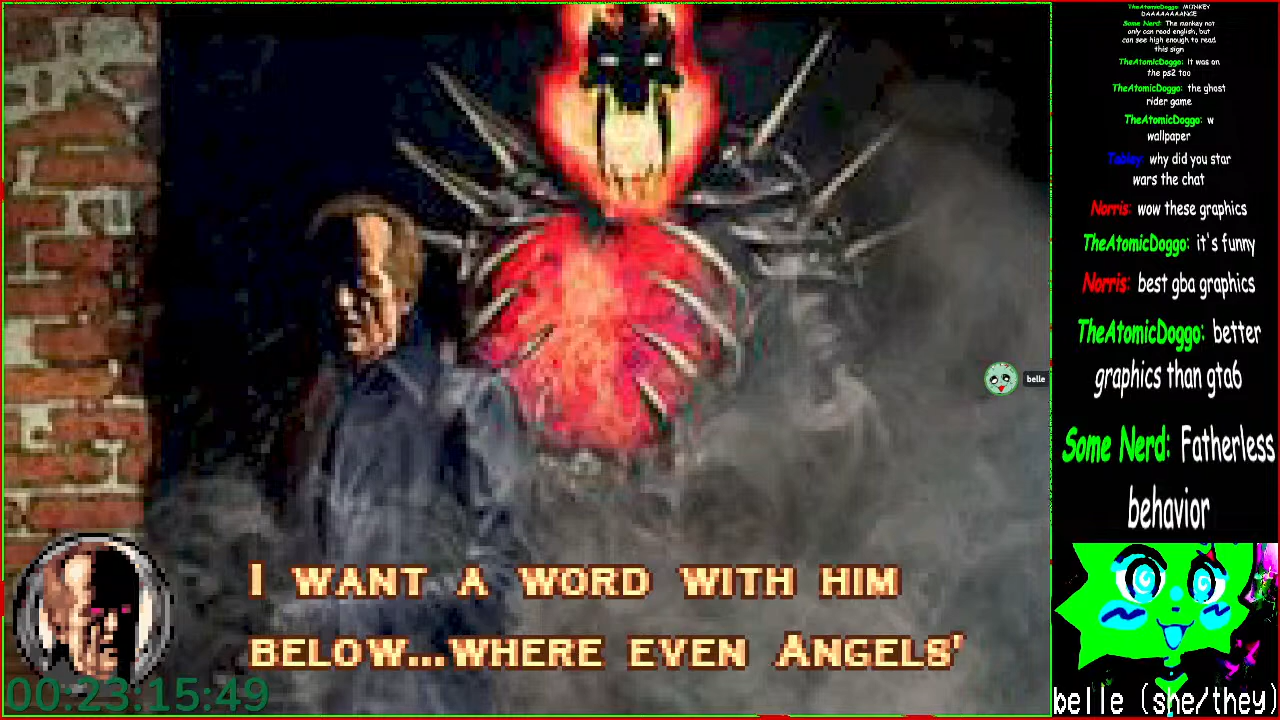 I WANT A WORD WITH HIM
BELOW...WHERE EVEN ANGELS'
00:23:15:49
belle
TheAtomicDoggo: MONKEY
DAAAAAAAANCE
Some Nerd: The monkey not
only can read english, but
can see high enough to read
this sign
TheAtomicDoggo: it was on
the ps2 too
TheAtomicDoggo: the ghost
rider game
TheAtomicDoggo: w
wallpaper
Tabley: why did you star
wars the chat
Norris: wow these graphics
TheAtomicDoggo: it's funny
Norris: best gba graphics
TheAtomicDoggo: better
graphics than gta6
Some Nerd: Fatherless
behavior
belle (she/they)